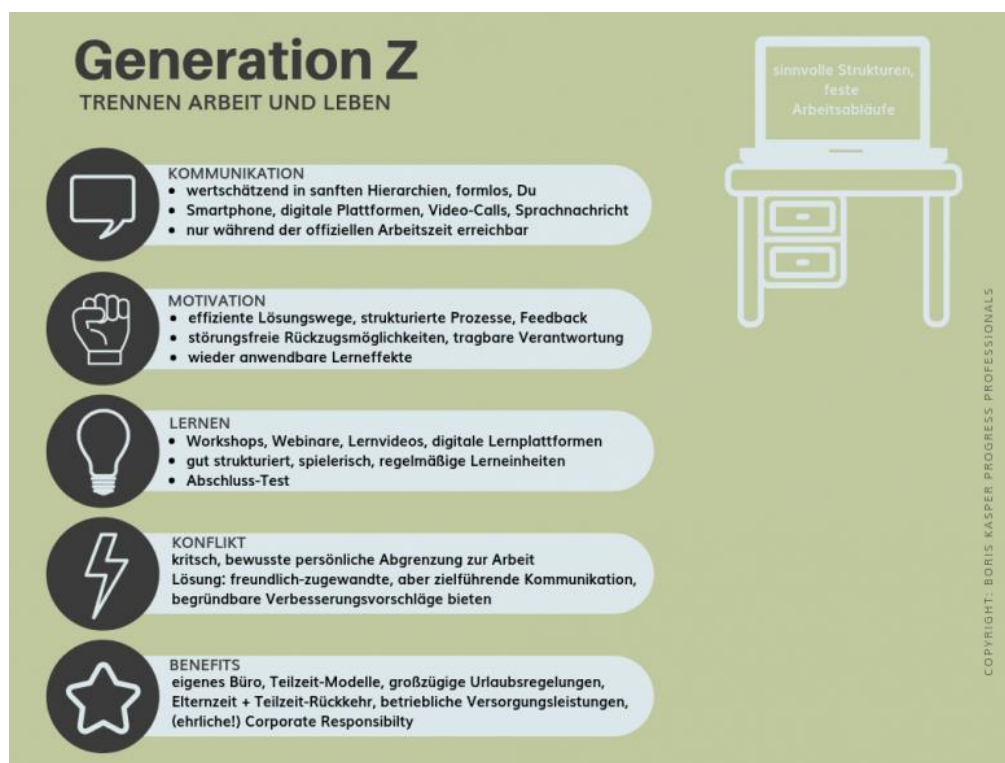 Generation Z
TRENNEN ARBEIT UND LEBEN
sinnvolle Strukturen,
feste
Arbeitsabläufe
KOMMUNIKATION
• wertschätzend in sanften Hierarchien, formlos, Du
• Smartphone, digitale Plattformen, Video-Calls, Sprachnachricht
• nur während der offiziellen Arbeitszeit erreichbar
MOTIVATION
• effiziente Lösungswege, strukturierte Prozesse, Feedback
• störungsfreie Rückzugsmöglichkeiten, tragbare Verantwortung
• wieder anwendbare Lerneffekte
LERNEN
• Workshops, Webinare, Lernvideos, digitale Lernplattformen
• gut strukturiert, spielerisch, regelmäßige Lerneinheiten
• Abschluss-Test
KONFLIKT
kritsch, bewusste persönliche Abgrenzung zur Arbeit
Lösung: freundlich-zugewandte, aber zielführende Kommunikation,
begründbare Verbesserungsvorschläge bieten
BENEFITS
eigenes Büro, Teilzeit-Modelle, großzügige Urlaubsregelungen,
Elternzeit + Teilzeit-Rückkehr, betriebliche Versorgungsleistungen,
(ehrliche!) Corporate Responsibilty
COPYRIGHT: BORIS KASPER PROGRESS PROFESSIONALS